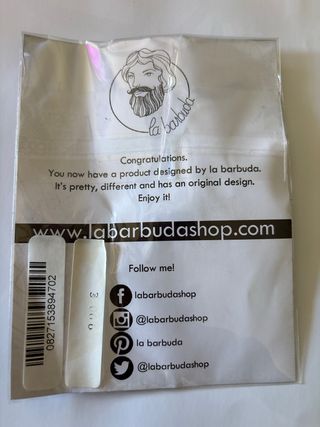 la barbuda
Congratulations.
You now have a product designed by la barbuda.
It's pretty, different and has an original design.
Enjoy it!
www.labarbudashop.com
Follow me!
labarbudashop
@labarbudashop
la barbuda
@labarbudashop
0827153894702